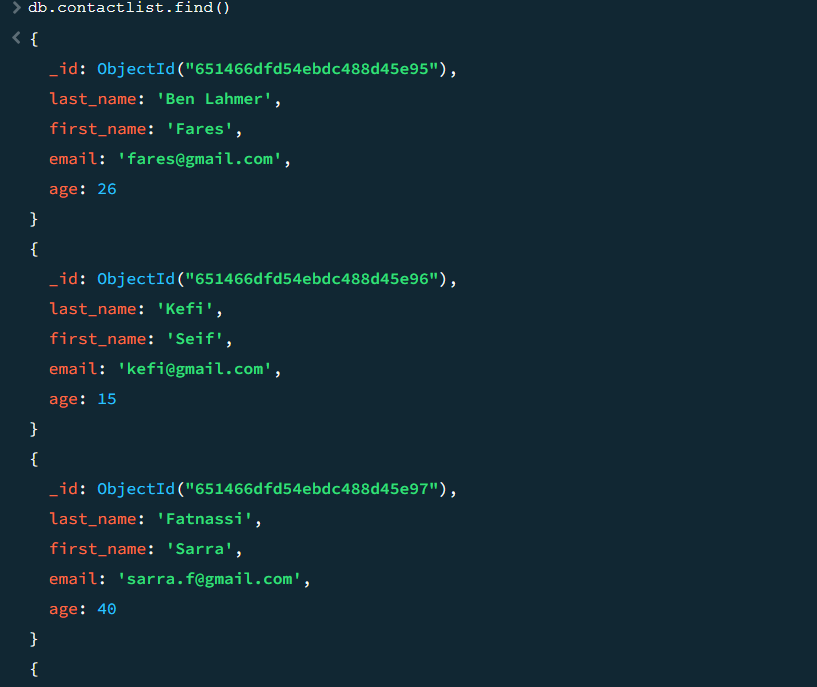 > db.contactlist.find()
< {
_id: ObjectId("651466dfd54ebdc488d45e95"),
last_name: 'Ben Lahmer',
first_name: 'Fares',
email: 'fares@gmail.com',
age: 26
}
{
_id: ObjectId("651466dfd54ebdc488d45e96"),
last_name: 'Kefi',
first_name: 'Seif',
email: 'kefi@gmail.com',
age: 15
}
{
_id: ObjectId("651466dfd54ebdc488d45e97"),
last_name: 'Fatnassi',
first_name: 'Sarra',
email: 'sarra.f@gmail.com',
age: 40
}
{